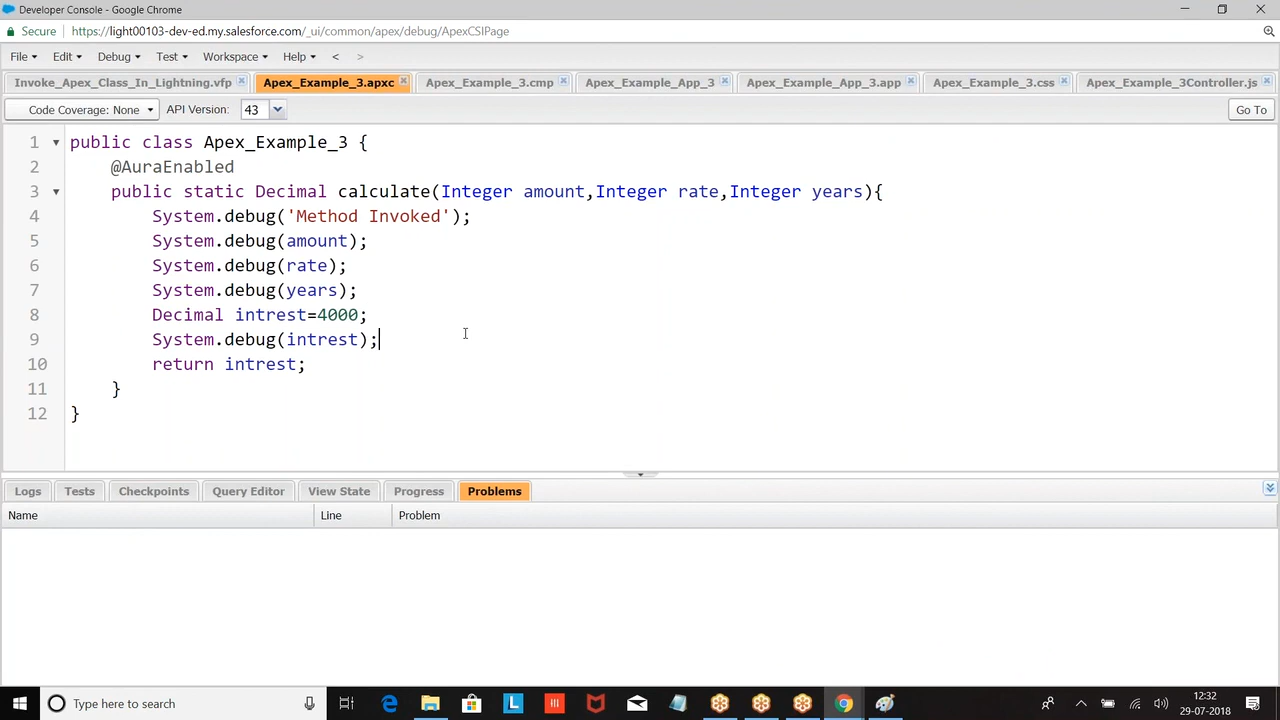 Developer Console - Google Chrome
Secure https://light00103-dev-ed.my.salesforce.com/_ui/common/apex/debug/ApexCSIPage
File Edit Debug Test Workspace Help < >
Invoke_Apex_Class_In_Lightning.vfp Apex_Example_3.apxc Apex_Example_3.cmp Apex_Example_App_3 Apex_Example_App_3.app Apex_Example_3.css Apex_Example_3Controller.js
Code Coverage: None API Version: 43 Go To
1 public class Apex_Example_3 {
2 @AuraEnabled
3 public static Decimal calculate(Integer amount,Integer rate,Integer years){
4 System.debug('Method Invoked');
5 System.debug(amount);
6 System.debug(rate);
7 System.debug(years);
8 Decimal intrest=4000;
9 System.debug(intrest);
10 return intrest;
11 }
12 }
Logs Tests Checkpoints Query Editor View State Progress Problems
Name Line Problem
Type here to search
12:32
29-07-2018